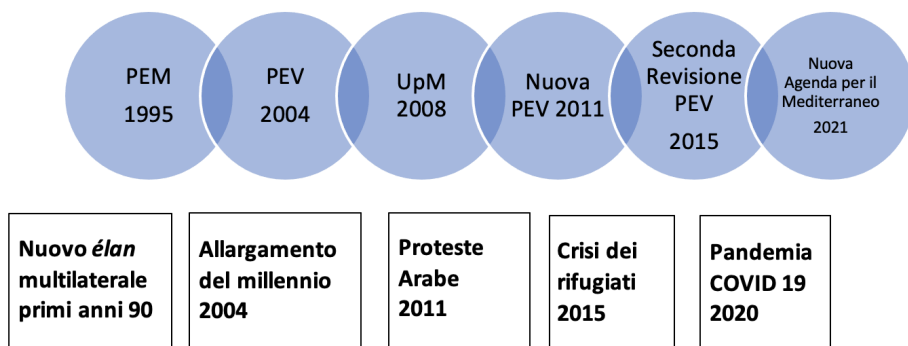 PEM
1995
PEV
2004
UpM
2008
Nuova
PEV 2011
Seconda
Revisione
PEV
2015
Nuova
Agenda per il
Mediterraneo
2021
Nuovo élan
multilaterale
primi anni 90
Allargamento
del millennio
2004
Proteste
Arabe
2011
Crisi dei
rifugiati
2015
Pandemia
COVID 19
2020